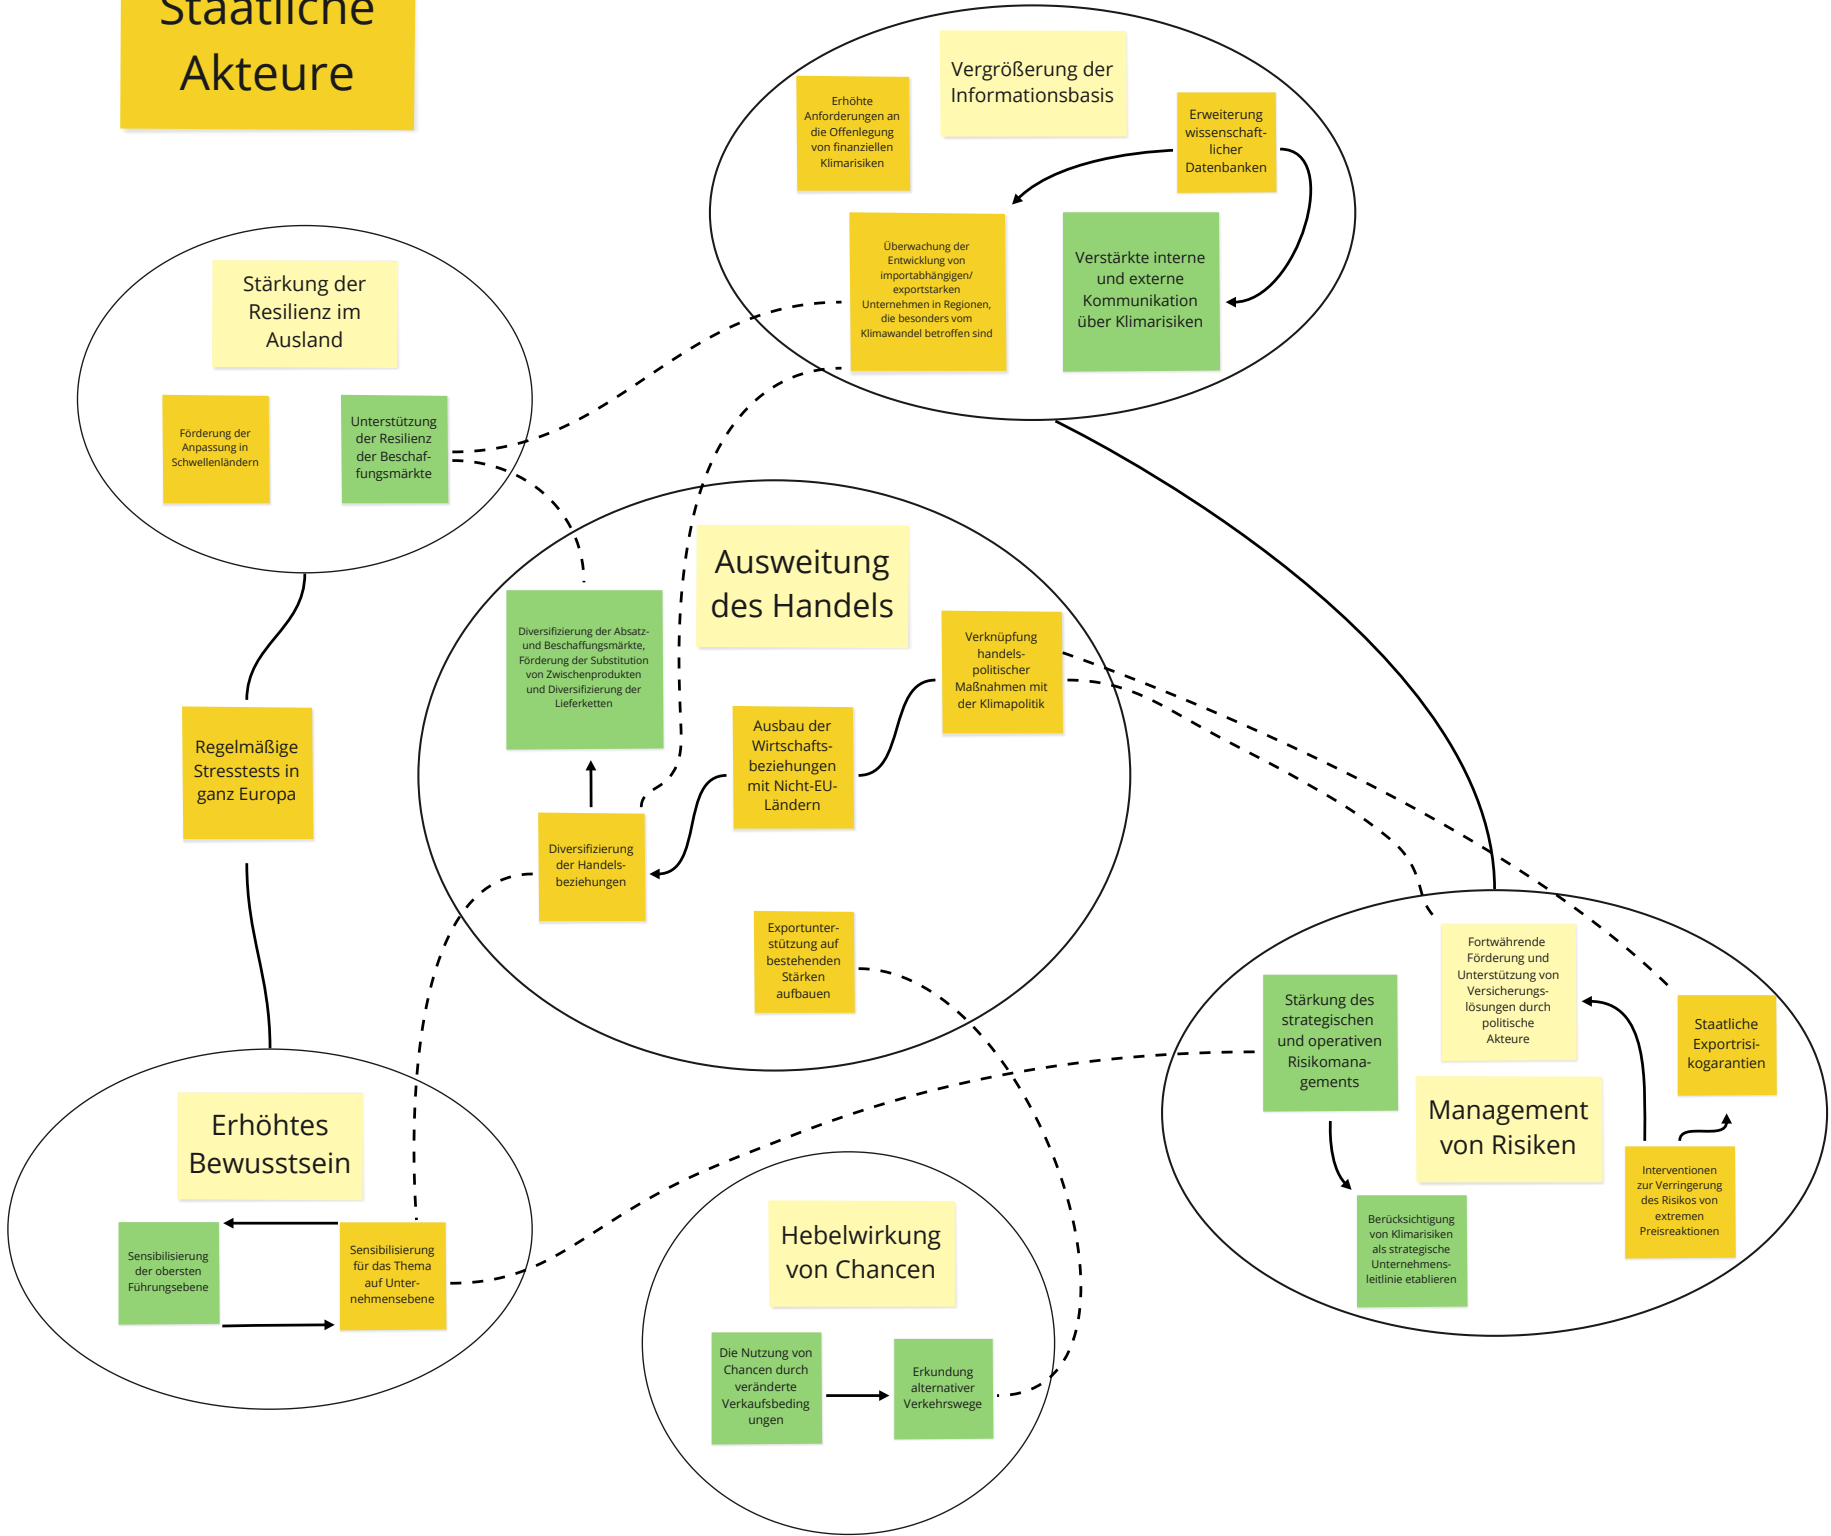 Staatliche
Akteure
Vergrößerung der
Informationsbasis
Erhöhte
Anforderungen an
die Offenlegung
von finanziellen
Klimarisiken
Erweiterung
wissenschaft-
licher
Datenbanken
Überwachung der
Entwicklung von
importabhängigen/
exportstarken
Unternehmen in Regionen,
die besonders vom
Klimawandel betroffen sind
Verstärkte interne
und externe
Kommunikation
über Klimarisiken
Stärkung der
Resilienz im
Ausland
Förderung der
Anpassung in
Schwellenländern
Unterstützung
der Resilienz
der Beschaf-
fungsmärkte
Ausweitung
des Handels
Diversifizierung der Absatz-
und Beschaffungsmärkte,
Förderung der Substitution
von Zwischenprodukten
und Diversifizierung der
Lieferketten
Verknüpfung
handels-
politischer
Maßnahmen mit
der Klimapolitik
Ausbau der
Wirtschafts-
beziehungen
mit Nicht-EU-
Ländern
Regelmäßige
Stresstests in
ganz Europa
Diversifizierung
der Handels-
beziehungen
Exportunter-
stützung auf
bestehenden
Stärken
aufbauen
Fortwährende
Förderung und
Unterstützung von
Versicherungs-
lösungen durch
politische
Akteure
Stärkung des
strategischen
und operativen
Risikomana-
gements
Staatliche
Exportrisi-
kogarantien
Management
von Risiken
Interventionen
zur Verringerung
des Risikos von
extremen
Preisreaktionen
Berücksichtigung
von Klimarisiken
als strategische
Unternehmens-
leitlinie etablieren
Erhöhtes
Bewusstsein
Sensibilisierung
der obersten
Führungsebene
Sensibilisierung
für das Thema
auf Unter-
nehmensebene
Hebelwirkung
von Chancen
Die Nutzung von
Chancen durch
veränderte
Verkaufsbeding
ungen
Erkundung
alternativer
Verkehrswege